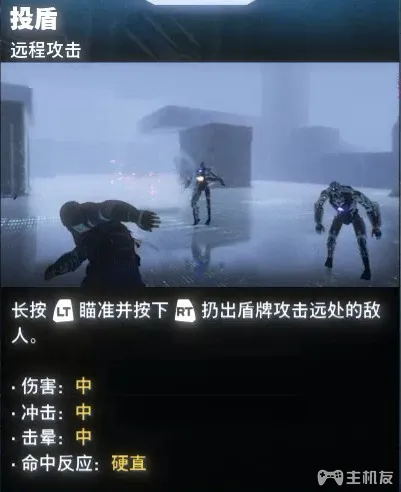 投盾
远程攻击
长按 LT 瞄准并按下 RT 扔出盾牌攻击远处的敌
人。
· 伤害：中
· 冲击：中
· 击晕：中
· 命中反应：硬直
主机友